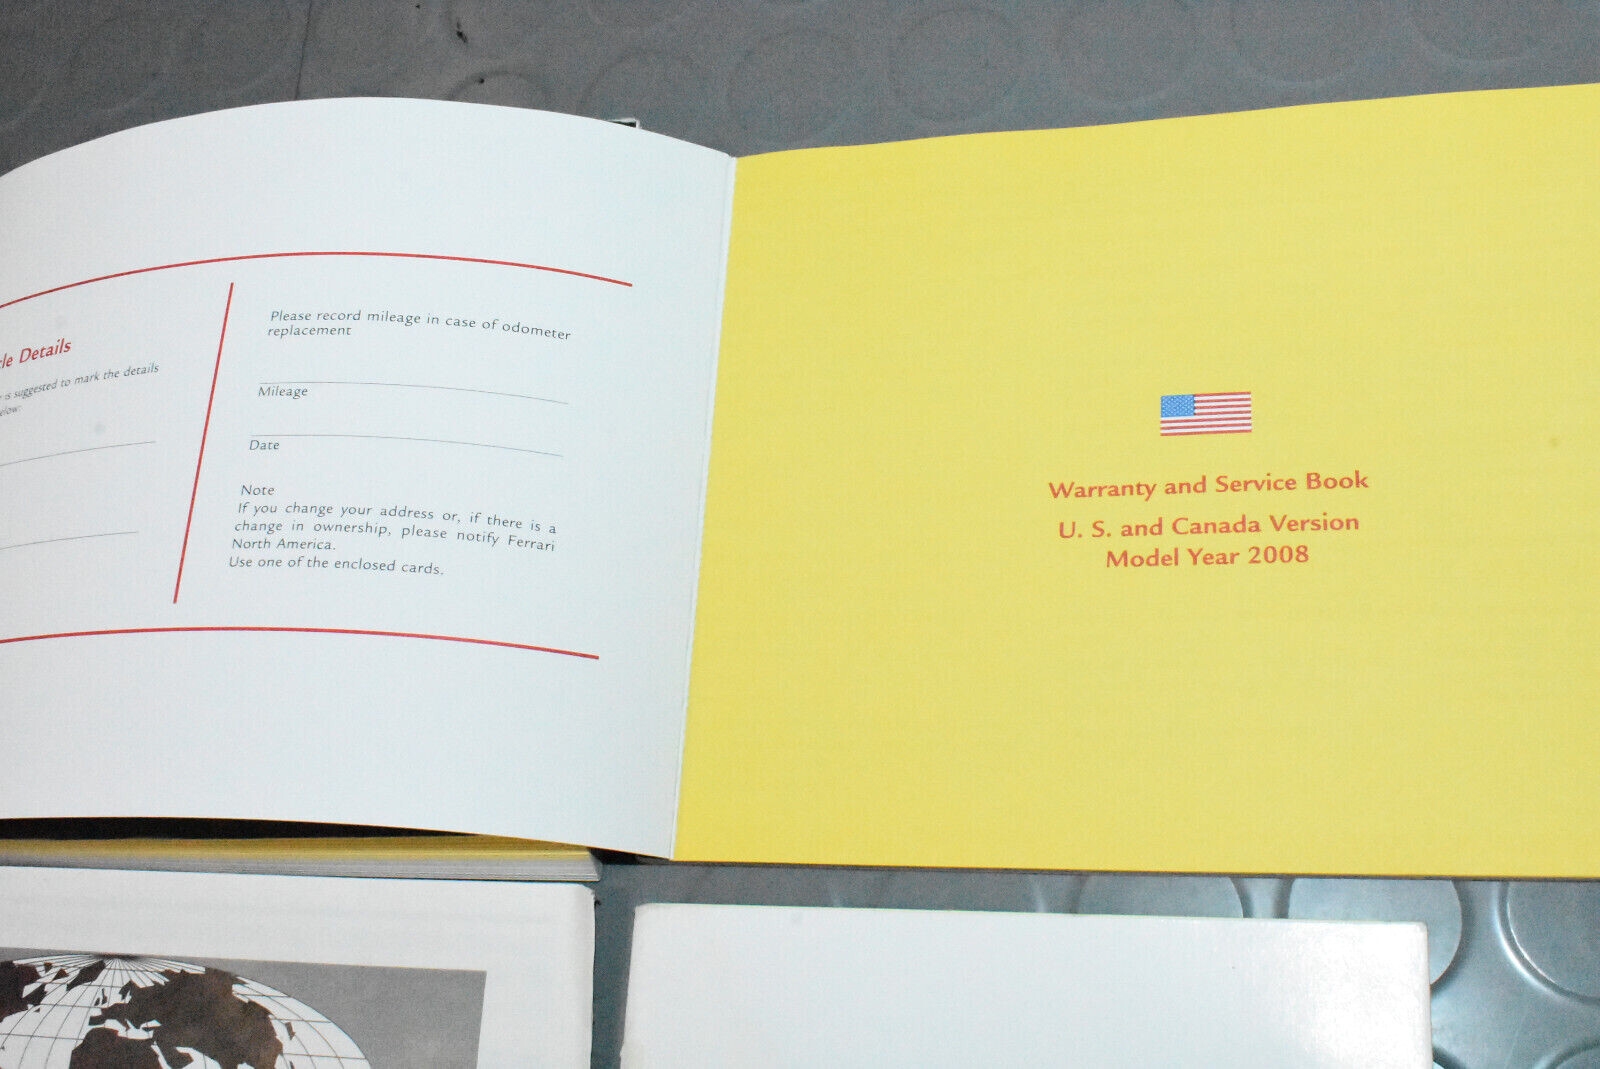 cle Details
is suggested to mark the details
elow:
Please record mileage in case of odometer
replacement
Mileage
Date
Note
If you change your address or, if there is a
change in ownership, please notify Ferrari
North America.
Use one of the enclosed cards.
Warranty and Service Book
U. S. and Canada Version
Model Year 2008